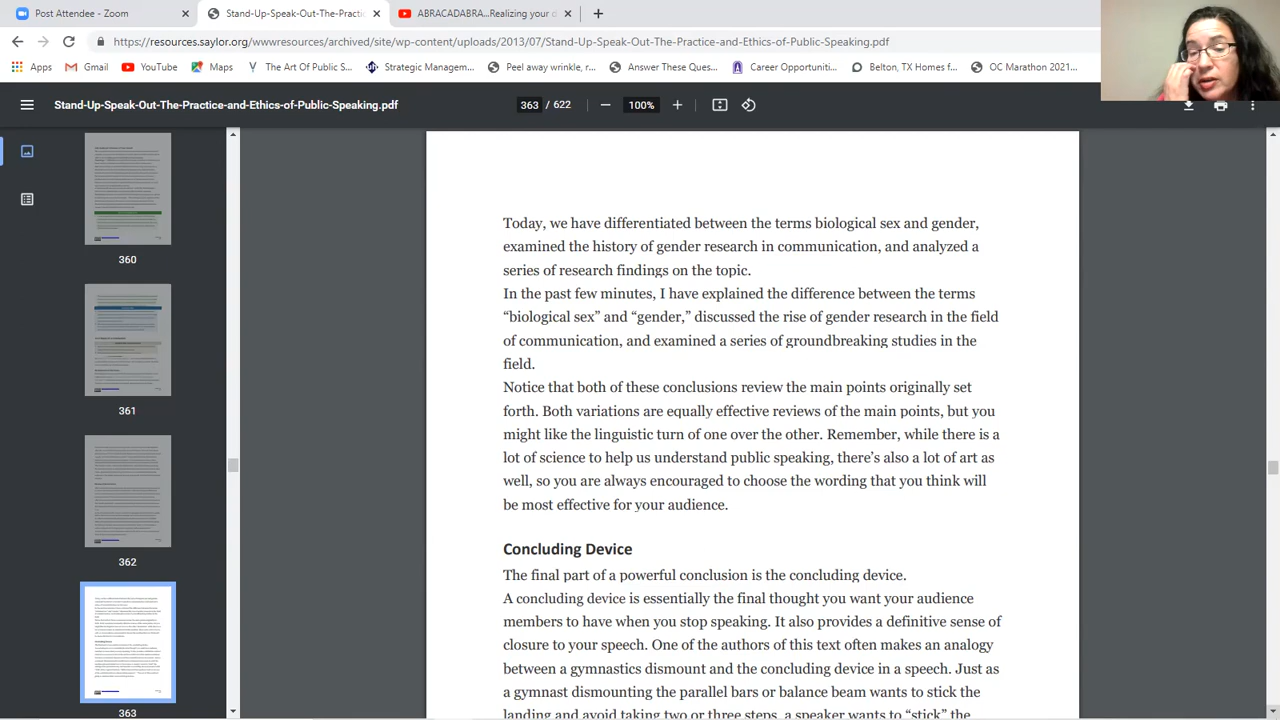 Post Attendee - Zoom
Stand-Up-Speak-Out-The-Practi
ABRACADABRA...Realizing your d
https://resources.saylor.org/wwwresources/archived/site/wp-content/uploads/2012/07/Stand-Up-Speak-Out-The-Practice-and-Ethics-of-Public-Speaking.pdf
Apps
Gmail
YouTube
Maps
The Art Of Public S...
Strategic Managem...
Answer These Ques...
Career Opportuniti...
Belton, TX Homes f...
OC Marathon 2021...
Stand-Up-Speak-Out-The-Practice-and-Ethics-of-Public-Speaking.pdf
363 / 622
100%
360
361
362
363
Today, we have differentiated between the terms biological sex and gender,
examined the history of gender research in communication, and analyzed a
series of research findings on the topic.
In the past few minutes, I have explained the difference between the terms
“biological sex” and “gender,” discussed the rise of gender research in the field
of communication, and examined a series of groundbreaking studies in the
field.
Notice that both of these conclusions review the main points originally set
forth. Both variations are equally effective reviews of the main points, but you
might like the linguistic turn of one over the other. Remember, while there is a
lot of science to help us understand public speaking, there’s also a lot of art as
well, so you are always encouraged to choose the wording that you think will
be most effective for your audience.
Concluding Device
The final part of a powerful conclusion is the concluding device.
A concluding device is essentially the final thought you want your audience
members to have when you stop speaking. It also provides a definitive sense of
closure to your speech. One of the authors of this text often makes an analogy
between a gymnastics dismount and the concluding device in a speech. Just as
a gymnast dismounting the parallel bars or balance beam wants to stick the
landing and avoid taking two or three steps, a speaker wants to “stick” the